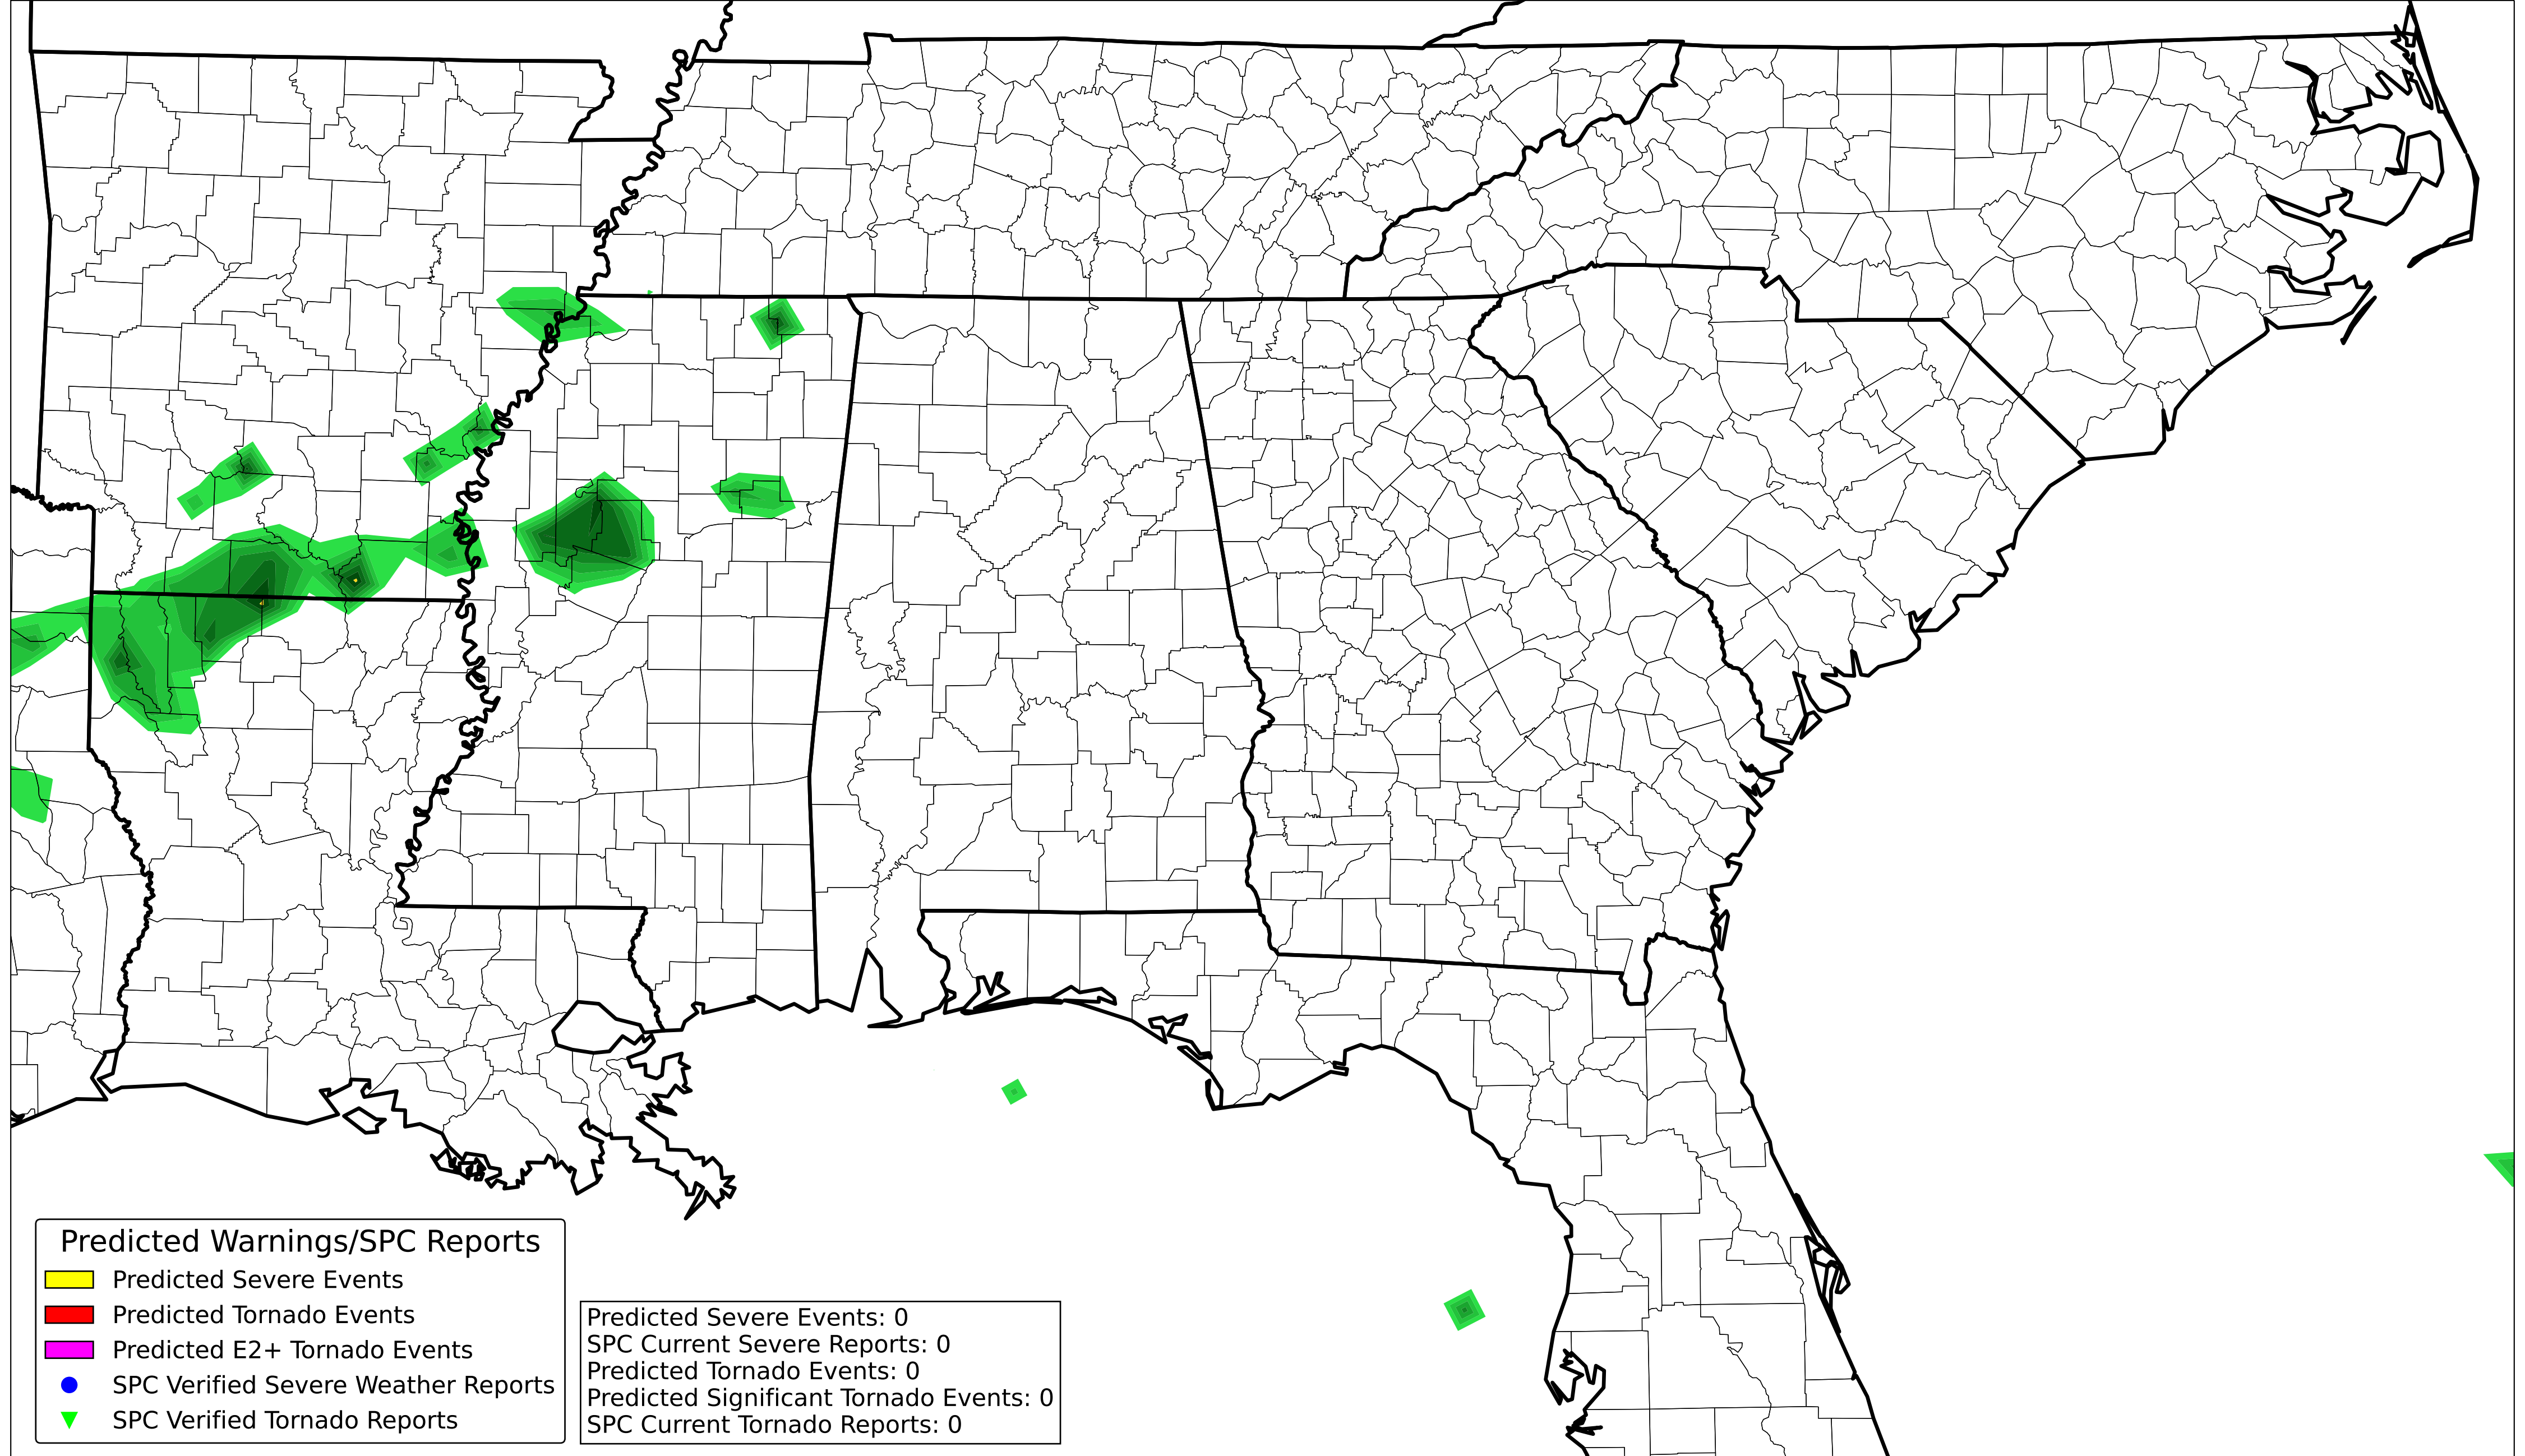 Predicted Warnings/SPC Reports
Predicted Severe Events
Predicted Tornado Events
Predicted E2+ Tornado Events
SPC Verified Severe Weather Reports
SPC Verified Tornado Reports
Predicted Severe Events: 0
SPC Current Severe Reports: 0
Predicted Tornado Events: 0
Predicted Significant Tornado Events: 0
SPC Current Tornado Reports: 0